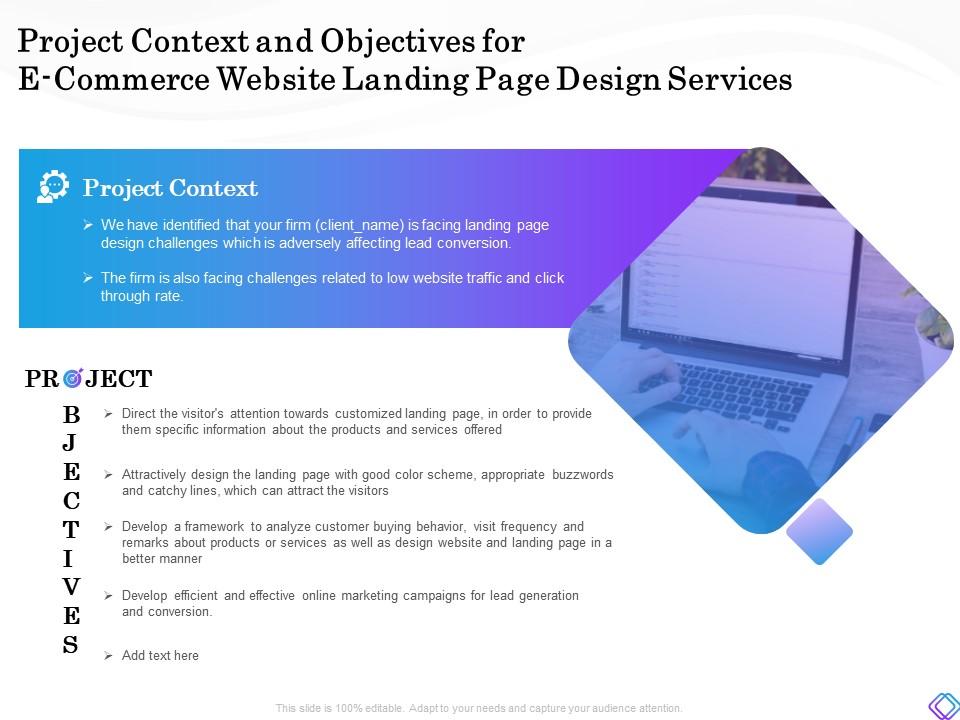 Project Context and Objectives for
E-Commerce Website Landing Page Design Services
Project Context
➢ We have identified that your firm (client_name) is facing landing page
design challenges which is adversely affecting lead conversion.
➢ The firm is also facing challenges related to low website traffic and click
through rate.
PROJECT
B
J
E
C
T
I
V
E
S
➢ Direct the visitor's attention towards customized landing page, in order to provide
them specific information about the products and services offered
➢ Attractively design the landing page with good color scheme, appropriate buzzwords
and catchy lines, which can attract the visitors
➢ Develop a framework to analyze customer buying behavior, visit frequency and
remarks about products or services as well as design website and landing page in a
better manner
➢ Develop efficient and effective online marketing campaigns for lead generation
and conversion.
➢ Add text here
This slide is 100% editable. Adapt to your needs and capture your audience attention.